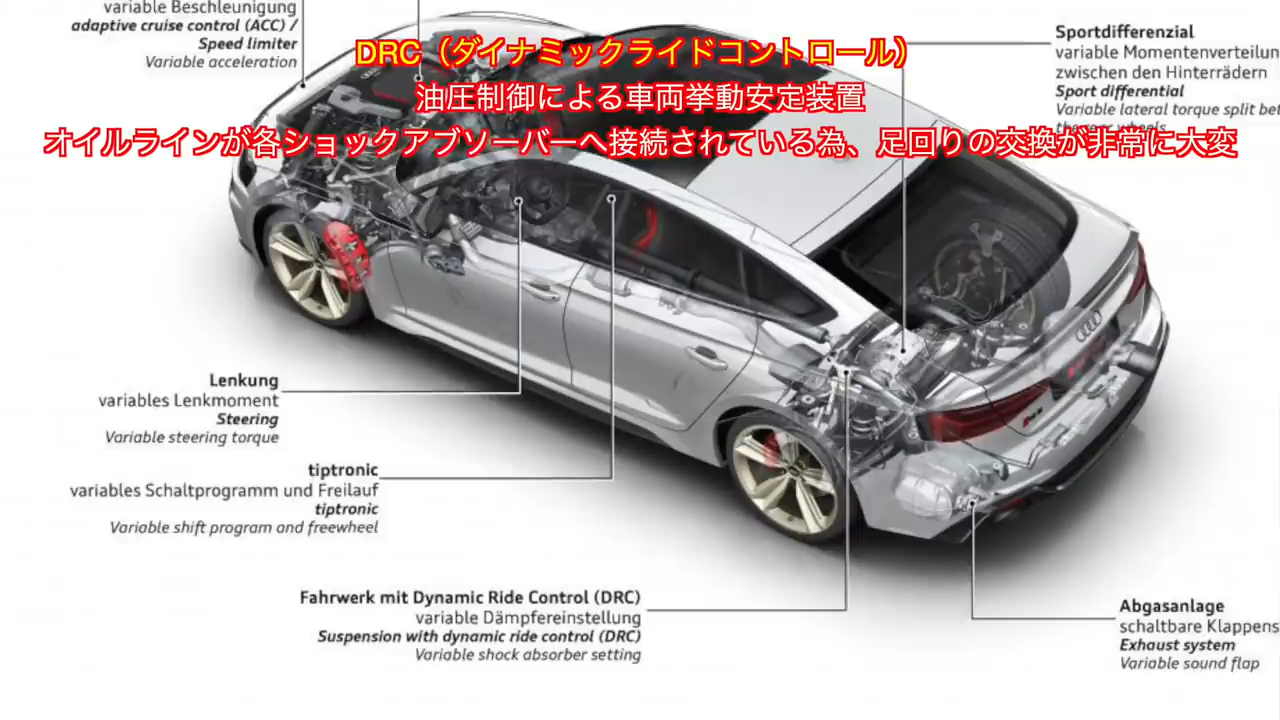 variable Beschleunigung
adaptive cruise control (ACC) /
Speed limiter
Variable acceleration
DRC（ダイナミックライドコントロール）
油圧制御による車両挙動安定装置
オイルラインが各ショックアブソーバーへ接続されている為、足回りの交換が非常に大変
Sportdifferenzial
variable Momentenverteilun
zwischen den Hinterrädern
Sport differential
Variable lateral torque split bet
wheels
Lenkung
variables Lenkmoment
Steering
Variable steering torque
tiptronic
variables Schaltprogramm und Freilauf
tiptronic
Variable shift program and freewheel
Fahrwerk mit Dynamic Ride Control (DRC)
variable Dämpfereinstellung
Suspension with dynamic ride control (DRC)
Variable shock absorber setting
Abgasanlage
schaltbare Klappens
Exhaust system
Variable sound flap